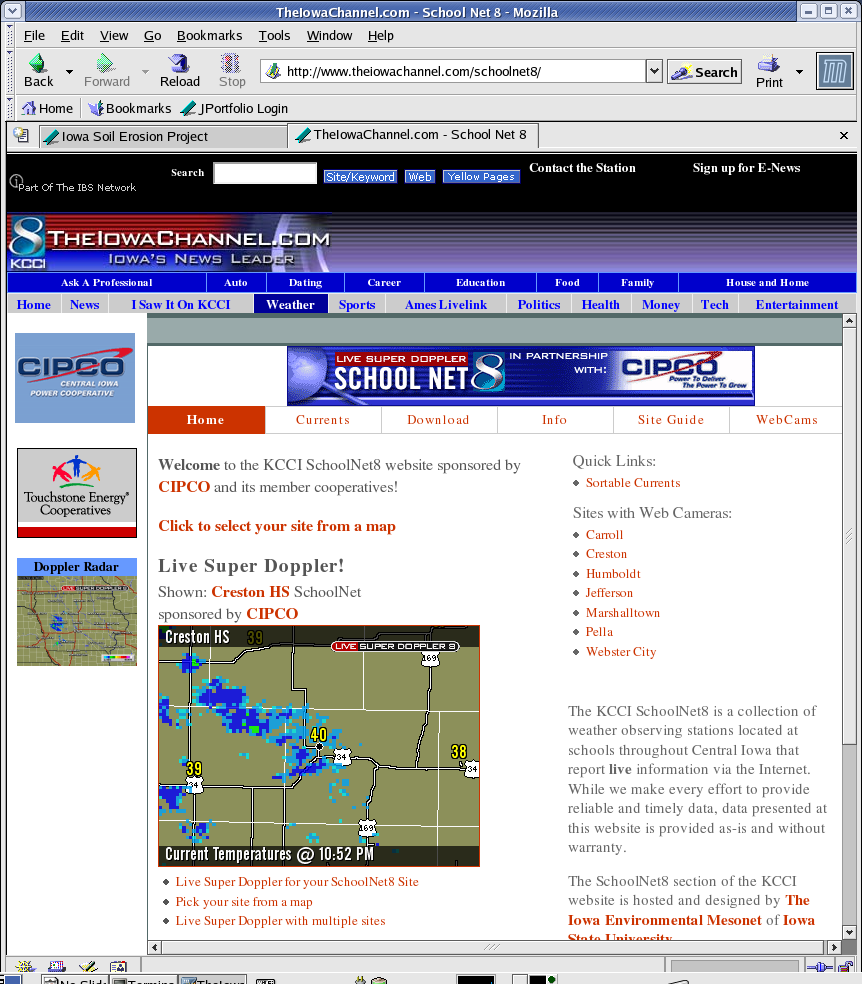 TheIowaChannel.com - School Net 8 - Mozilla
File Edit View Go Bookmarks Tools Window Help
Back Forward Reload Stop http://www.theiowachannel.com/schoolnet8/ Search Print
Home Bookmarks JPortfolio Login
Iowa Soil Erosion Project TheIowaChannel.com - School Net 8
Part Of The IBS Network Search Site/Keyword Web Yellow Pages Contact the Station Sign up for E-News
8 THEIOWACHANNEL.COM
KCCI IOWA'S NEWS LEADER
Ask A Professional Auto Dating Career Education Food Family House and Home
Home News I Saw It On KCCI Weather Sports Ames Livelink Politics Health Money Tech Entertainment
CIPCO
CENTRAL IOWA
POWER COOPERATIVE
LIVE SUPER DOPPLER
SCHOOL NET 8
IN PARTNERSHIP
WITH:
CIPCO
Power To Deliver
The Power To Grow
Home Currents Download Info Site Guide WebCams
Touchstone Energy®
Cooperatives
Doppler Radar
Welcome to the KCCI SchoolNet8 website sponsored by
CIPCO and its member cooperatives!
Click to select your site from a map
Live Super Doppler!
Shown: Creston HS SchoolNet
sponsored by CIPCO
Creston HS 39
LIVE SUPER DOPPLER 8
169
40
34
38
34
39
34
169
Current Temperatures @ 10:52 PM
Live Super Doppler for your SchoolNet8 Site
Pick your site from a map
Live Super Doppler with multiple sites
Quick Links:
Sortable Currents
Sites with Web Cameras:
Carroll
Creston
Humboldt
Jefferson
Marshalltown
Pella
Webster City
The KCCI SchoolNet8 is a collection of
weather observing stations located at
schools throughout Central Iowa that
report live information via the Internet.
While we make every effort to provide
reliable and timely data, data presented at
this website is provided as-is and without
warranty.
The SchoolNet8 section of the KCCI
website is hosted and designed by The
Iowa Environmental Mesonet of Iowa
State University